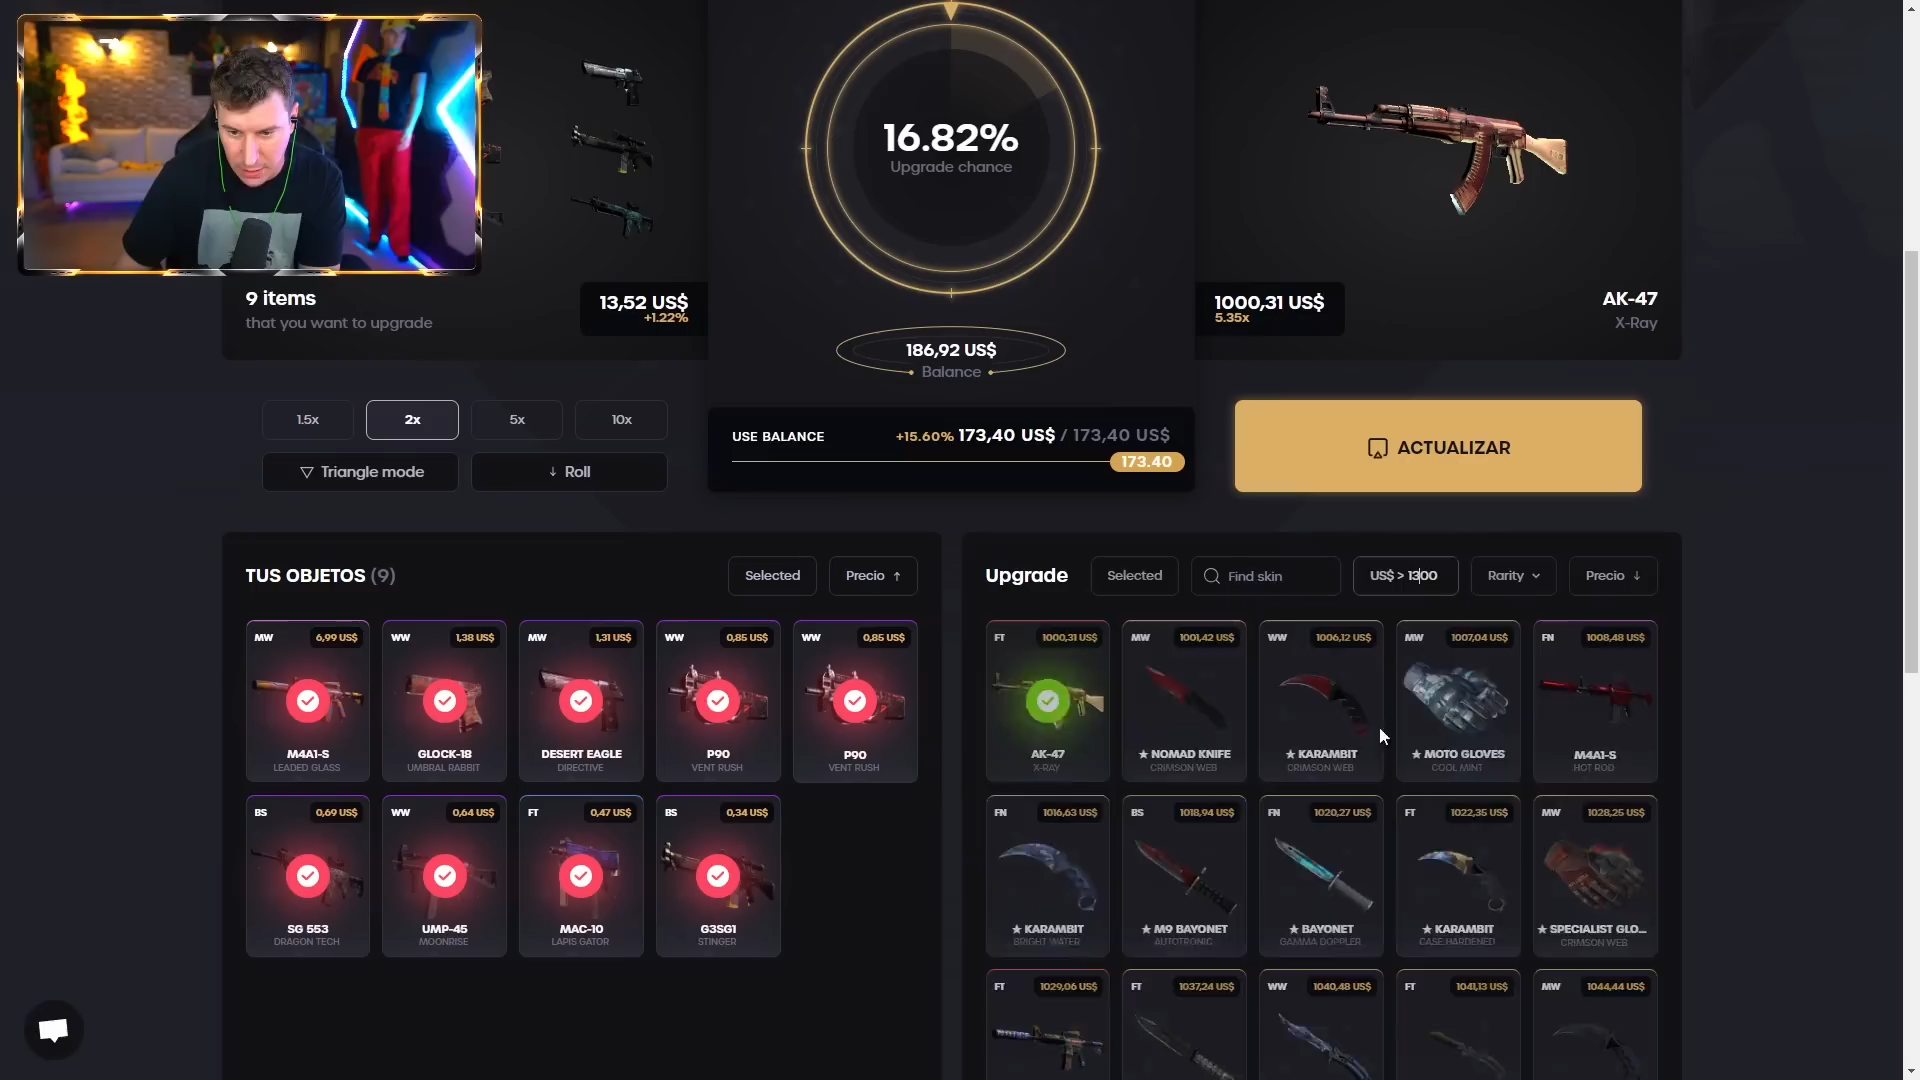 16.82%
Upgrade chance
9 items
that you want to upgrade
13,52 US$
+1.22%
1000,31 US$
5.35x
AK-47
X-Ray
186,92 US$
Balance
1.5x
2x
5x
10x
Triangle mode
Roll
USE BALANCE
+15.60% 173,40 US$ / 173,40 US$
173.40
ACTUALIZAR
TUS OBJETOS (9)
Selected
Precio
Upgrade
Selected
Find skin
US$ > 1300
Rarity
Precio
MW 6,99 US$
M4A1-S
LEADED GLASS
WW 1,38 US$
GLOCK-18
UMBRAL RABBIT
MW 1,31 US$
DESERT EAGLE
DIRECTIVE
WW 0,85 US$
P90
VENT RUSH
WW 0,85 US$
P90
VENT RUSH
BS 0,69 US$
SG 553
DRAGON TECH
WW 0,64 US$
UMP-45
MOONRISE
FT 0,47 US$
MAC-10
LAPIS GATOR
BS 0,34 US$
G3SG1
STINGER
FT 1000,31 US$
AK-47
X-RAY
MW 1001,42 US$
★ NOMAD KNIFE
CRIMSON WEB
WW 1006,12 US$
★ KARAMBIT
CRIMSON WEB
MW 1007,04 US$
★ MOTO GLOVES
COOL MINT
FN 1008,48 US$
M4A1-S
HOT ROD
FN 1016,63 US$
★ KARAMBIT
BRIGHT WATER
BS 1018,94 US$
★ M9 BAYONET
AUTOTRONIC
FN 1020,27 US$
★ BAYONET
GAMMA DOPPLER
FT 1022,35 US$
★ KARAMBIT
CASE HARDENED
MW 1028,25 US$
★ SPECIALIST GLO...
CRIMSON WEB
FT 1029,06 US$
FT 1037,24 US$
WW 1040,48 US$
FT 1041,13 US$
MW 1044,44 US$